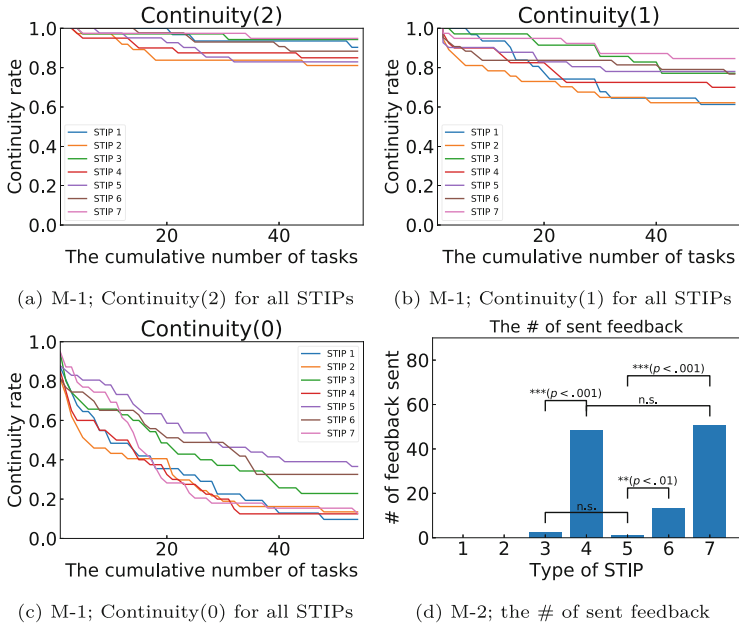 Continuity(2)
Continuity rate
1.0
0.8
0.6
0.4
0.2
0.0
STIP 1
STIP 2
STIP 3
STIP 4
STIP 5
STIP 6
STIP 7
20
40
The cumulative number of tasks
(a) M-1; Continuity(2) for all STIPs
Continuity(1)
Continuity rate
1.0
0.8
0.6
0.4
0.2
0.0
STIP 1
STIP 2
STIP 3
STIP 4
STIP 5
STIP 6
STIP 7
20
40
The cumulative number of tasks
(b) M-1; Continuity(1) for all STIPs
Continuity(0)
Continuity rate
1.0
0.8
0.6
0.4
0.2
0.0
STIP 1
STIP 2
STIP 3
STIP 4
STIP 5
STIP 6
STIP 7
20
40
The cumulative number of tasks
(c) M-1; Continuity(0) for all STIPs
The # of sent feedback
# of feedback sent
80
60
40
20
0
***(p < .001)
***(p < .001)
n.s.
**(p < .01)
n.s.
1 2 3 4 5 6 7
Type of STIP
(d) M-2; the # of sent feedback